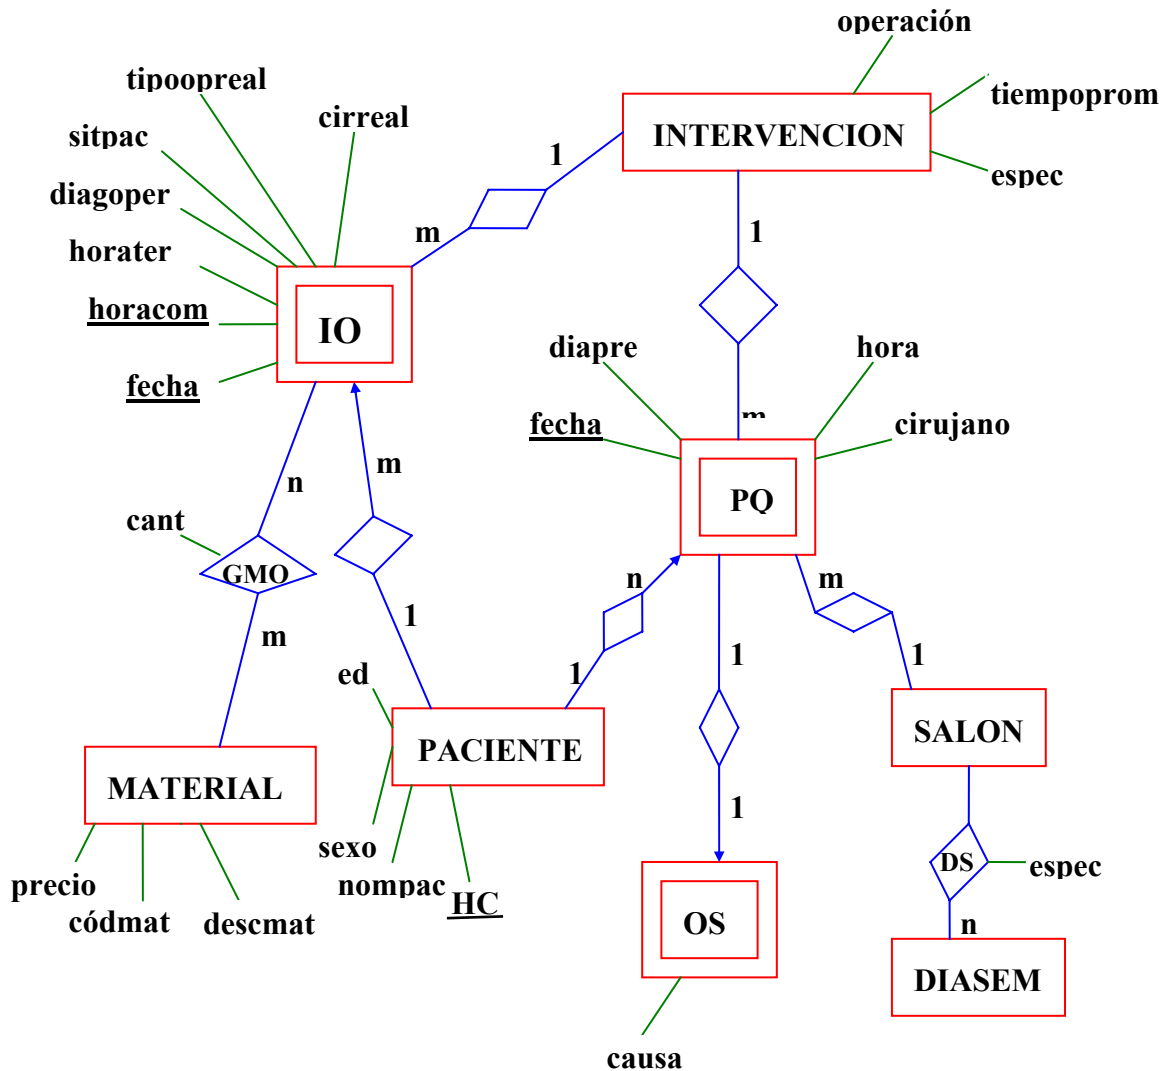 operación
tipoopreal
tiempoprom
cirreal
sitpac
INTERVENCION
1
espec
diagoper
m
1
horater
horacom
IO
diapre
hora
fecha
m
fecha
cirujano
m
n
PQ
cant
GMO
n
m
1
m
1
1
1
ed
SALON
PACIENTE
MATERIAL
1
sexo
DS
espec
precio
nompac
HC
códmat
descmat
OS
n
DIASEM
causa